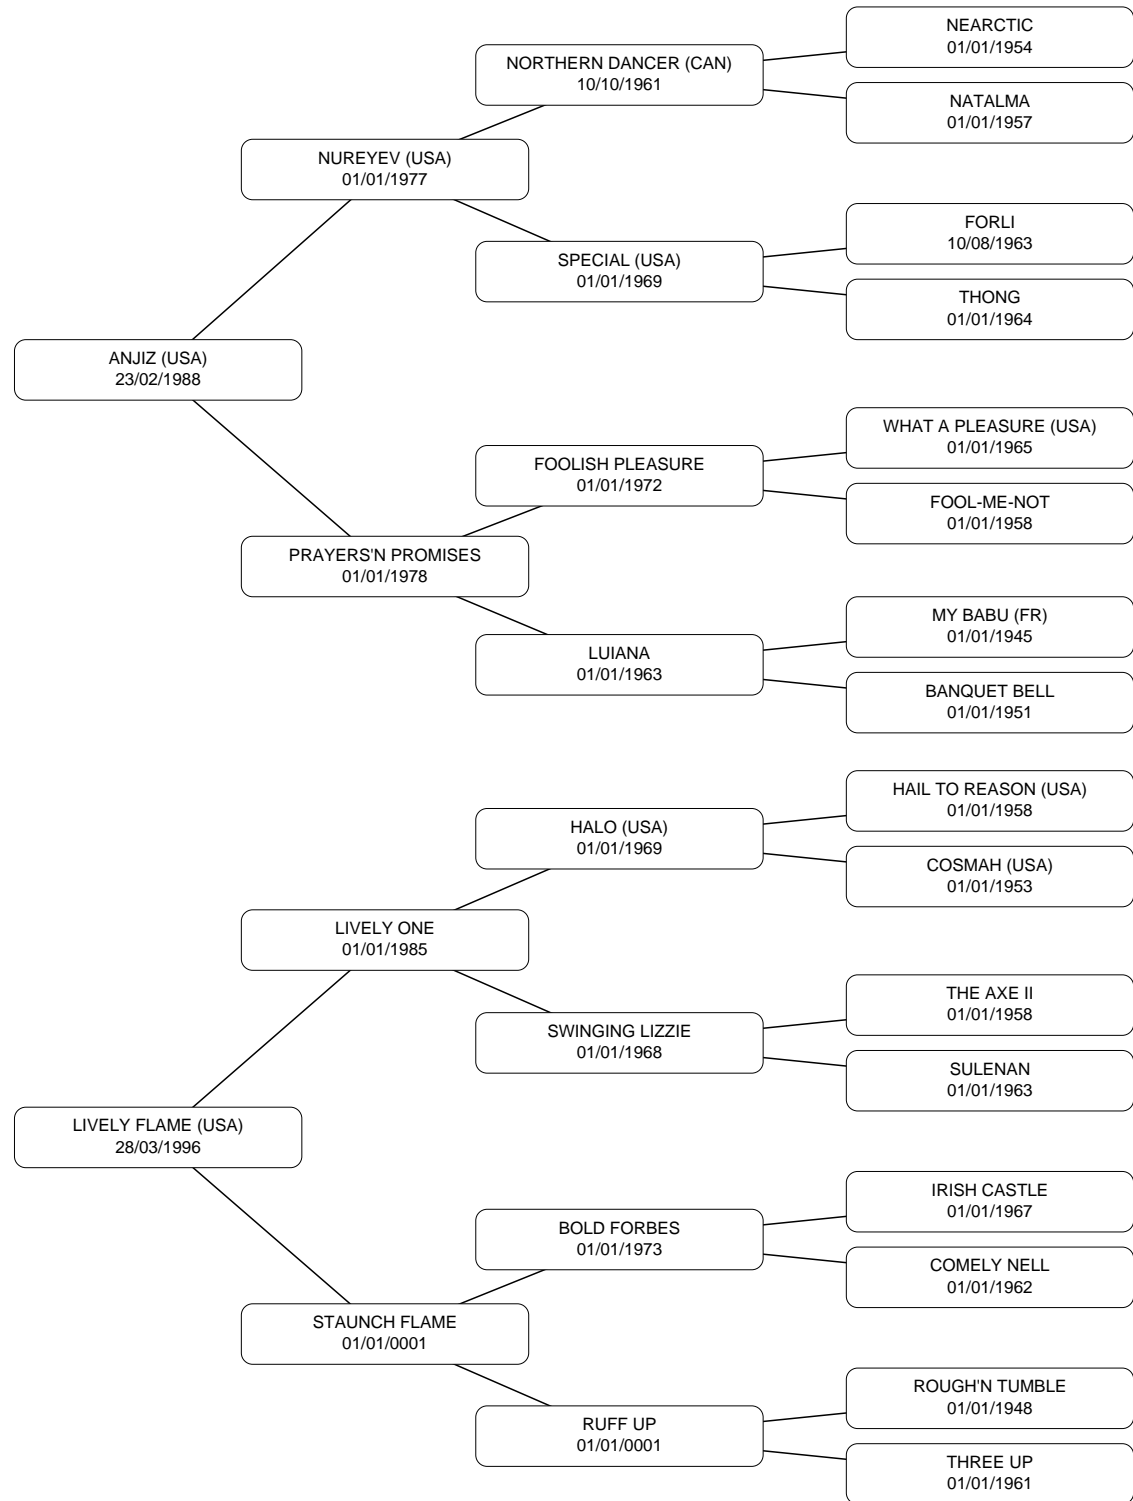 NEARCTIC
01/01/1954
NORTHERN DANCER (CAN)
10/10/1961
NATALMA
01/01/1957
NUREYEV (USA)
01/01/1977
FORLI
10/08/1963
SPECIAL (USA)
01/01/1969
THONG
01/01/1964
ANJIZ (USA)
23/02/1988
WHAT A PLEASURE (USA)
01/01/1965
FOOLISH PLEASURE
01/01/1972
FOOL-ME-NOT
01/01/1958
PRAYERS'N PROMISES
01/01/1978
MY BABU (FR)
01/01/1945
LUIANA
01/01/1963
BANQUET BELL
01/01/1951
HAIL TO REASON (USA)
01/01/1958
HALO (USA)
01/01/1969
COSMAH (USA)
01/01/1953
LIVELY ONE
01/01/1985
THE AXE II
01/01/1958
SWINGING LIZZIE
01/01/1968
SULENAN
01/01/1963
LIVELY FLAME (USA)
28/03/1996
IRISH CASTLE
01/01/1967
BOLD FORBES
01/01/1973
COMELY NELL
01/01/1962
STAUNCH FLAME
01/01/0001
ROUGH'N TUMBLE
01/01/1948
RUFF UP
01/01/0001
THREE UP
01/01/1961